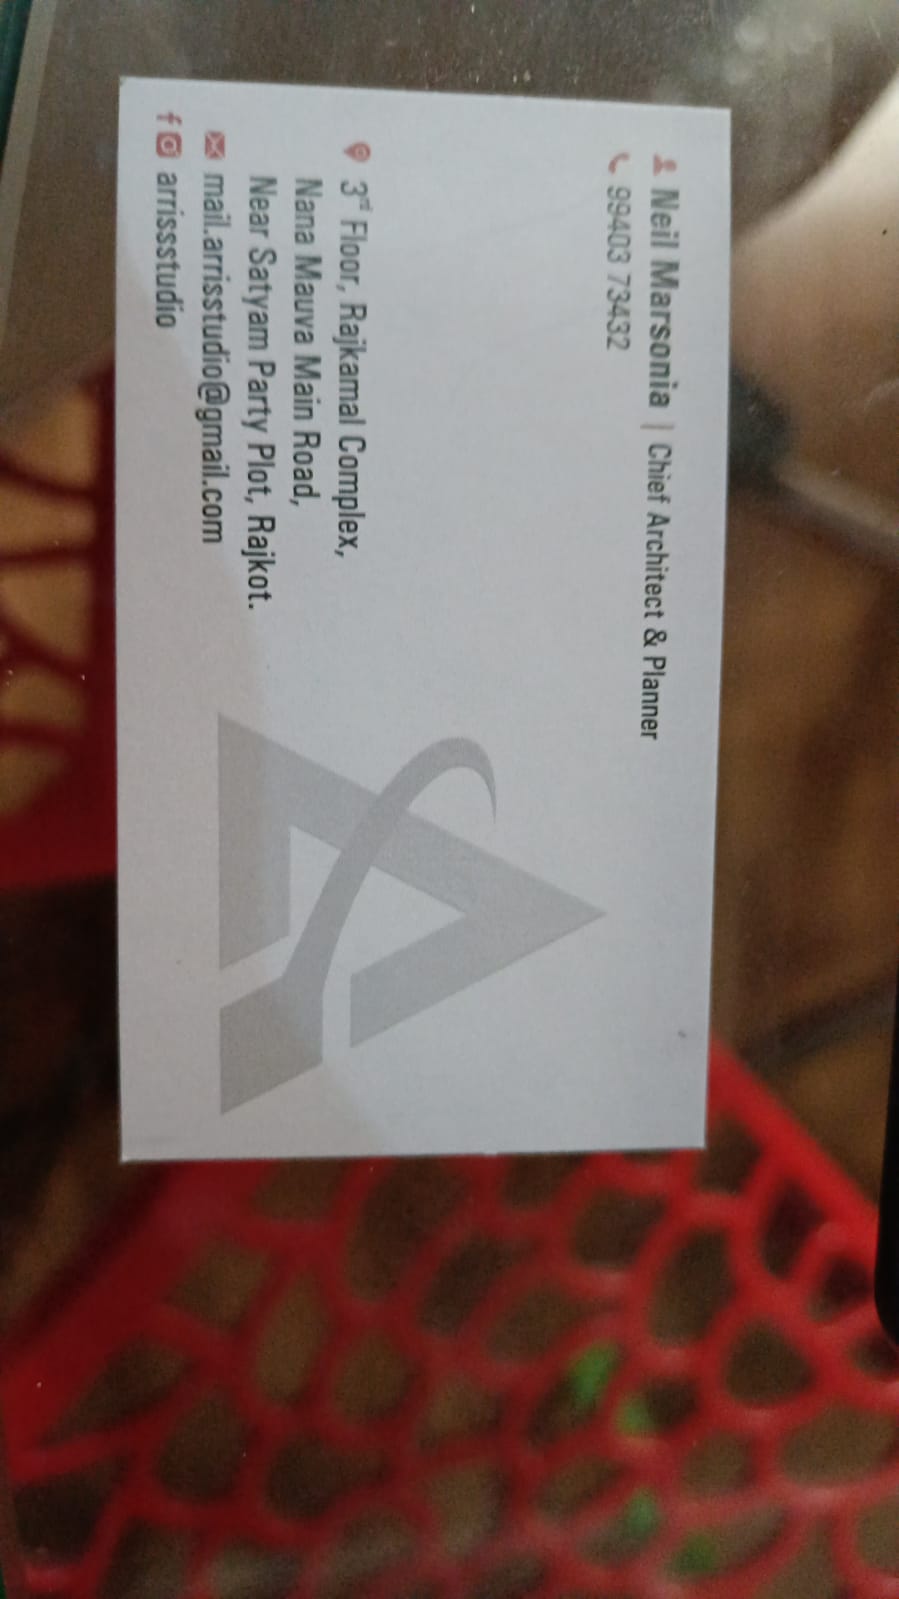 Neil Marsonia | Chief Architect & Planner
99403 73432
3rd Floor, Rajkamal Complex,
Nana Mauva Main Road,
Near Satyam Party Plot, Rajkot.
mail.arrisstudio@gmail.com
arrissstudio